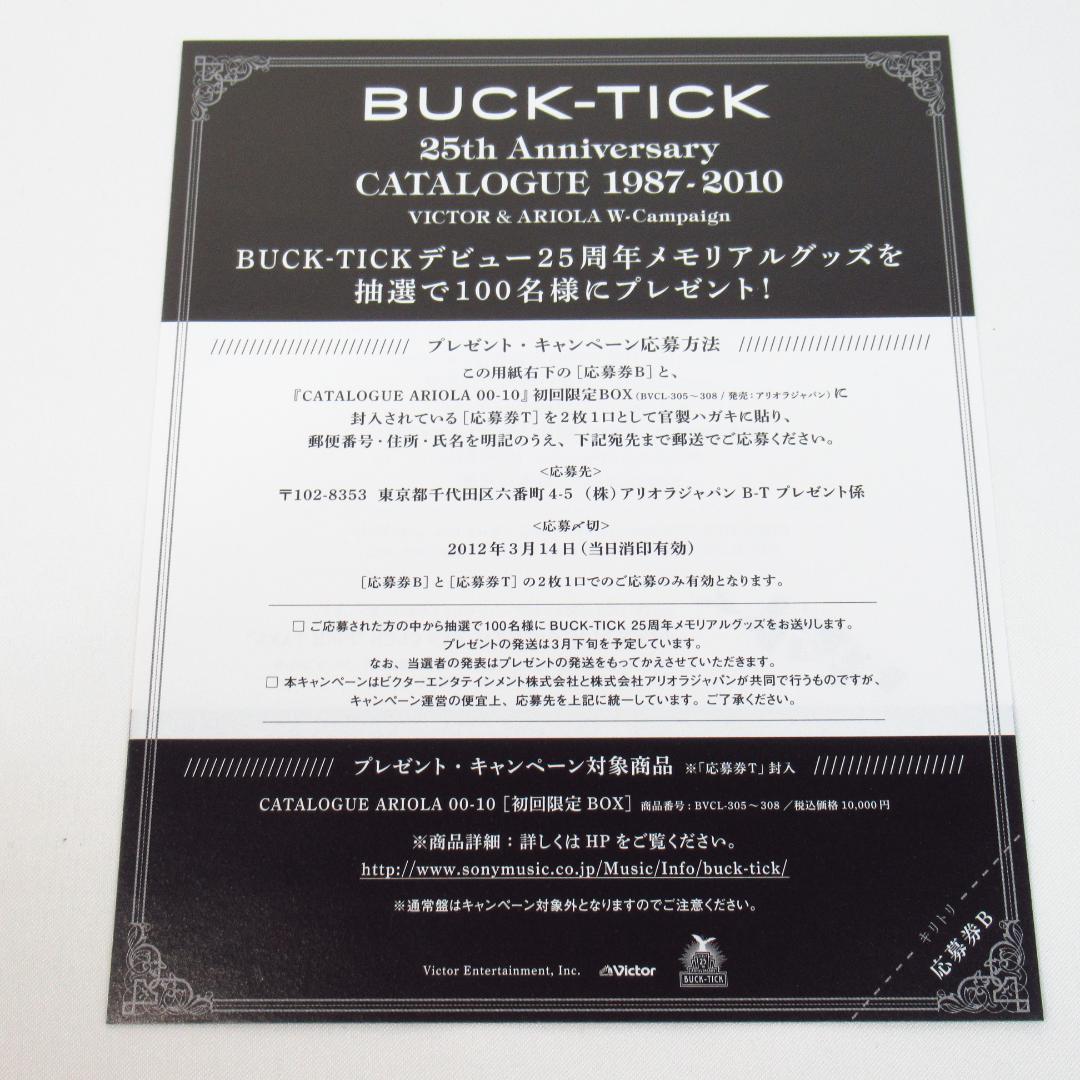 BUCK-TICK
25th Anniversary
CATALOGUE 1987-2010
VICTOR & ARIOLA W-Campaign
BUCK-TICKデビュー25周年メモリアルグッズを
抽選で100名様にプレゼント!
プレゼント・キャンペーン応募方法
この用紙右下の[応募券B]と、
『CATALOGUE ARIOLA 00-10』初回限定BOX(BVCL-305〜308 / 発売:アリオラジャパン)に
封入されている[応募券T]を2枚1口として官製ハガキに貼り、
郵便番号・住所・氏名を明記のうえ、下記宛先まで郵送でご応募ください。
<応募先>
〒102-8353 東京都千代田区六番町4-5 (株)アリオラジャパン B-T プレゼント係
<応募〆切>
2012年3月14日(当日消印有効)
[応募券B]と[応募券T]の2枚1口でのご応募のみ有効となります。
□ ご応募された方の中から抽選で100名様に BUCK-TICK 25周年メモリアルグッズをお送りします。
プレゼントの発送は3月下旬を予定しています。
なお、当選者の発表はプレゼントの発送をもってかえさせていただきます。
□ 本キャンペーンはビクターエンタテインメント株式会社と株式会社アリオラジャパンが共同で行うものですが、
キャンペーン運営の便宜上、応募先を上記に統一しています。ご了承ください。
プレゼント・キャンペーン対象商品 ※「応募券T」封入
CATALOGUE ARIOLA 00-10 [初回限定 BOX] 商品番号:BVCL-305〜308 /税込価格 10,000円
※商品詳細:詳しくは HP をご覧ください。
http://www.sonymusic.co.jp/Music/Info/buck-tick/
※通常盤はキャンペーン対象外となりますのでご注意ください。
キリトリ
応募券B
Victor Entertainment, Inc. Victor
BUCK-TICK